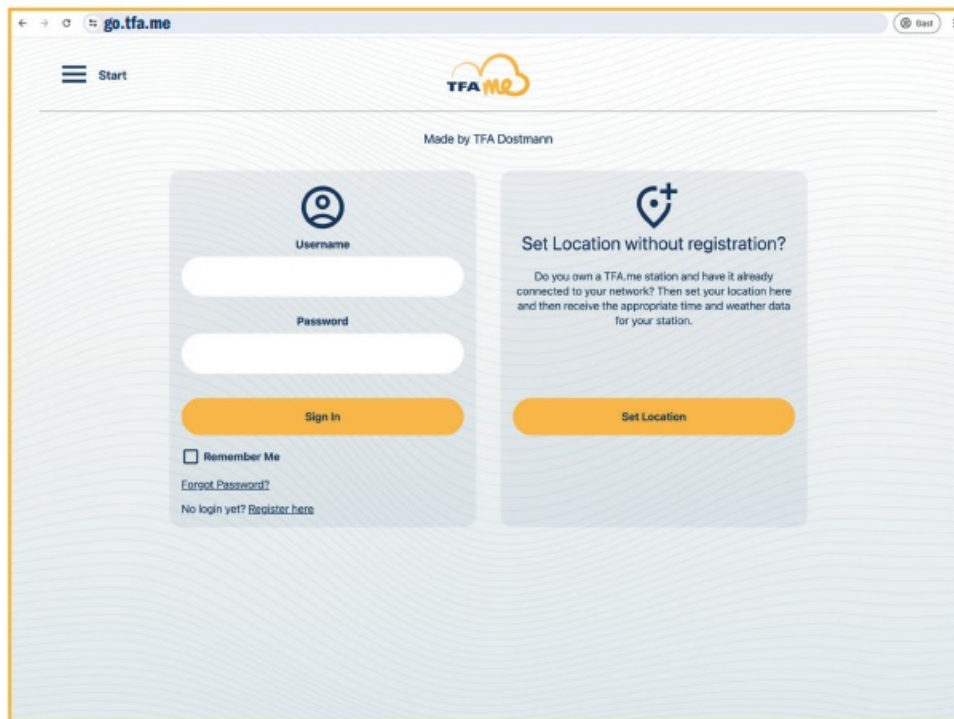 go.tfa.me
Gast
Start
TFA me
Made by TFA Dostmann
Username
Password
Sign In
Remember Me
Forgot Password?
No login yet? Register here
Set Location without registration?
Do you own a TFA.me station and have it already
connected to your network? Then set your location here
and then receive the appropriate time and weather data
for your station.
Set Location